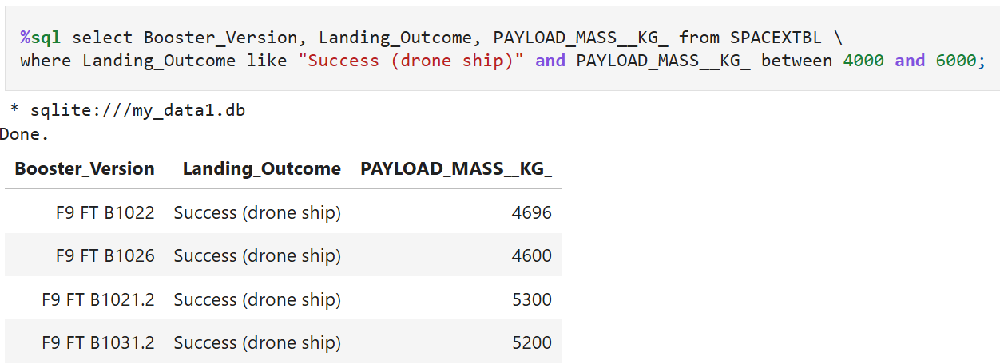 %sql select Booster_Version, Landing_Outcome, PAYLOAD_MASS__KG_ from SPACEXTBL \
where Landing_Outcome like "Success (drone ship)" and PAYLOAD_MASS__KG_ between 4000 and 6000;
* sqlite:///my_data1.db
Done.
Booster_Version Landing_Outcome PAYLOAD_MASS__KG_
F9 FT B1022 Success (drone ship) 4696
F9 FT B1026 Success (drone ship) 4600
F9 FT B1021.2 Success (drone ship) 5300
F9 FT B1031.2 Success (drone ship) 5200